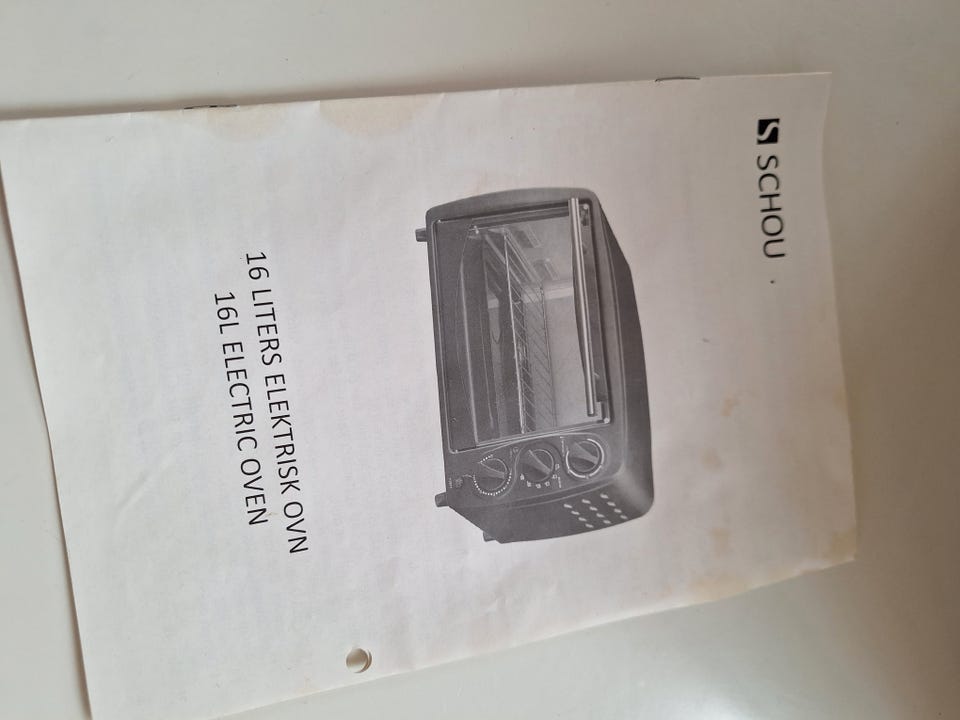 SCHOU
16 LITERS ELEKTRISK OVN
16L ELECTRIC OVEN